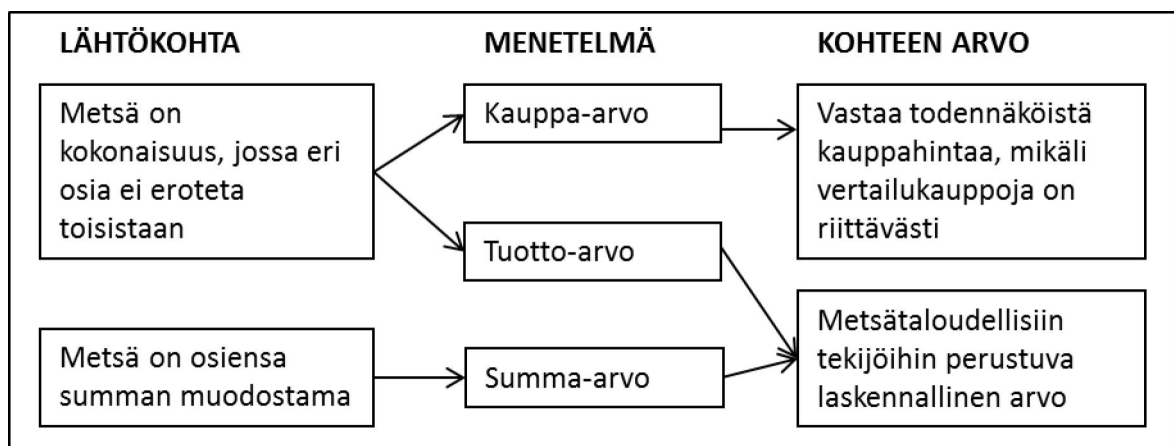 LÄHTÖKOHTA
Metsä on
kokonaisuus, jossa eri
osia ei eroteta
toisistaan
Metsä on osiensa
summan muodostama
MENETELMÄ
Kauppa-arvo
Tuotto-arvo
Summa-arvo
KOHTEEN ARVO
Vastaa todennäköistä
kauppahintaa, mikäli
vertailukauppoja on
riittävästi
Metsätaloudellisiin
tekijöihin perustuva
laskennallinen arvo